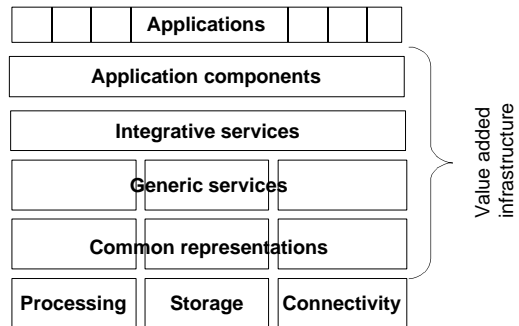 Applications
Application components
Integrative services
Generic services
Common representations
Processing Storage Connectivity
Value added
infrastructure